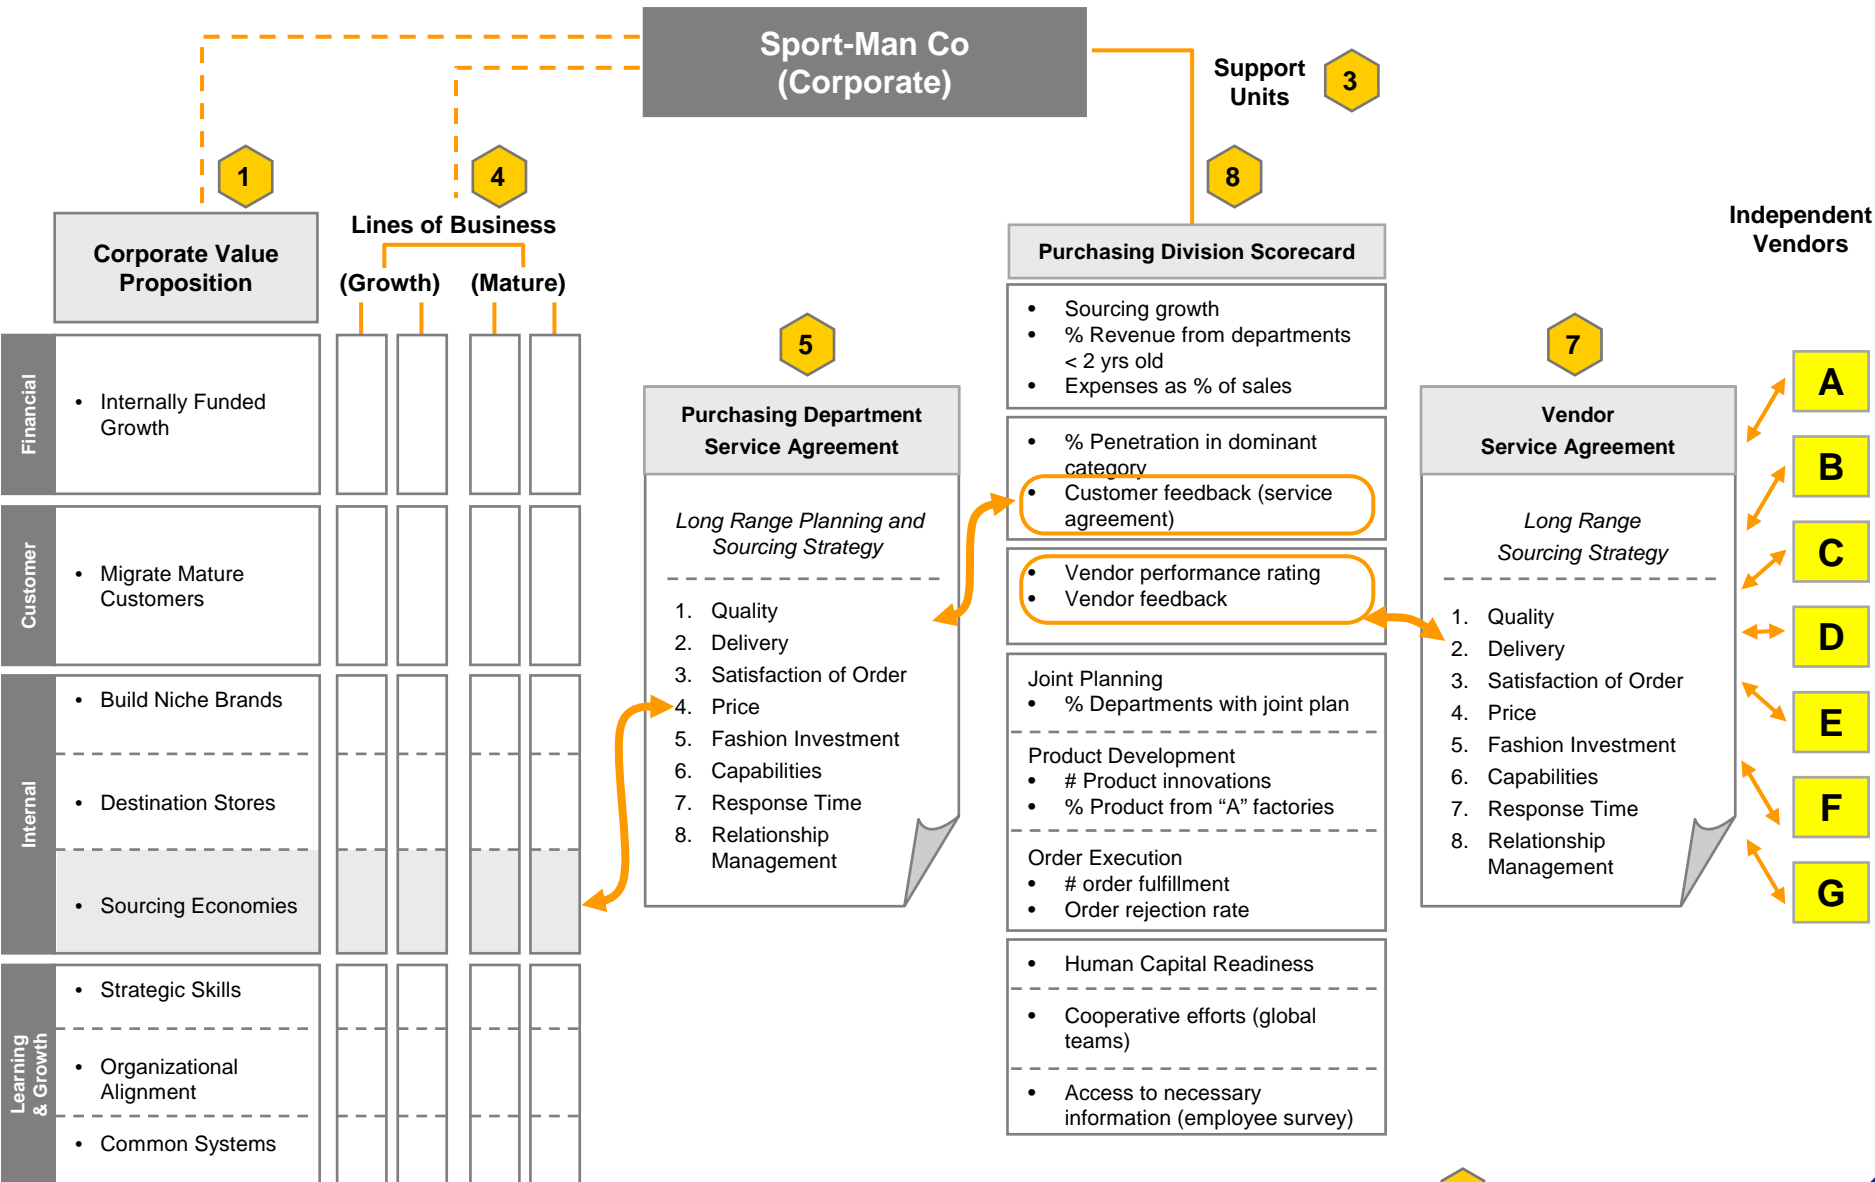 Sport-Man Co
(Corporate)
Support
Units
3
1
4
8
Lines of Business
(Growth) (Mature)
Independent
Vendors
Corporate Value
Proposition
Financial
• Internally Funded
Growth
Customer
• Migrate Mature
Customers
Internal
• Build Niche Brands
• Destination Stores
• Sourcing Economies
Learning
& Growth
• Strategic Skills
• Organizational
Alignment
• Common Systems
5
Purchasing Department
Service Agreement
Long Range Planning and
Sourcing Strategy
1. Quality
2. Delivery
3. Satisfaction of Order
4. Price
5. Fashion Investment
6. Capabilities
7. Response Time
8. Relationship
Management
Purchasing Division Scorecard
• Sourcing growth
• % Revenue from departments
< 2 yrs old
• Expenses as % of sales
• % Penetration in dominant
category
• Customer feedback (service
agreement)
• Vendor performance rating
• Vendor feedback
Joint Planning
• % Departments with joint plan
Product Development
• # Product innovations
• % Product from “A” factories
Order Execution
• # order fulfillment
• Order rejection rate
• Human Capital Readiness
• Cooperative efforts (global
teams)
• Access to necessary
information (employee survey)
7
Vendor
Service Agreement
Long Range
Sourcing Strategy
1. Quality
2. Delivery
3. Satisfaction of Order
4. Price
5. Fashion Investment
6. Capabilities
7. Response Time
8. Relationship
Management
A
B
C
D
E
F
G